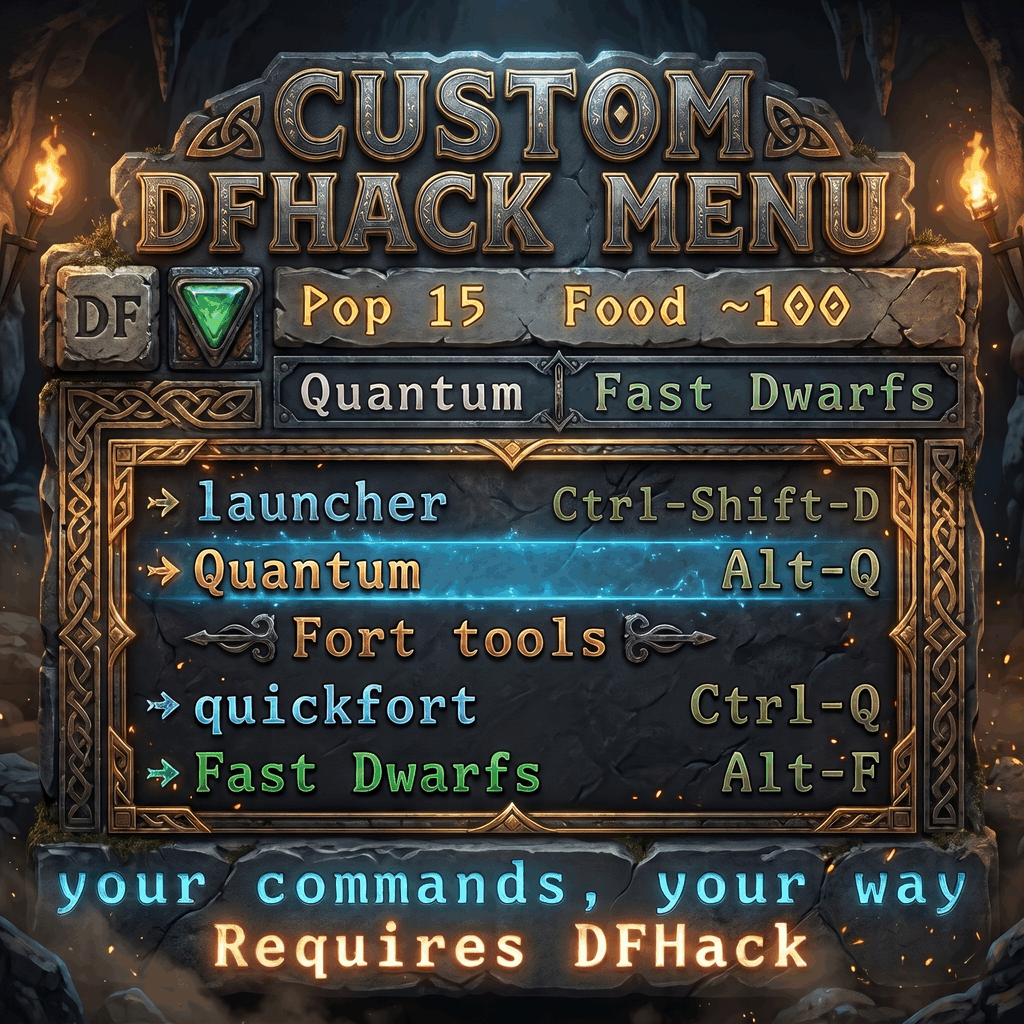 CUSTOM
DFHACK MENU
DF
Pop 15 Food ~100
Quantum Fast Dwarfs
launcher Ctrl-Shift-D
Quantum Alt-Q
Fort tools
quickfort Ctrl-Q
Fast Dwarfs Alt-F
your commands, your way
Requires DFHack